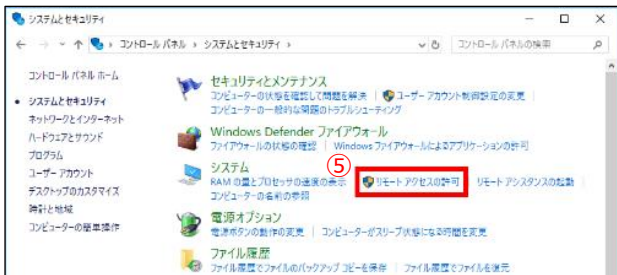 システムとセキュリティ
コントロール パネル › システムとセキュリティ ›
コントロール パネルの検索
コントロール パネル ホーム
システムとセキュリティ
ネットワークとインターネット
ハードウェアとサウンド
プログラム
ユーザー アカウント
デスクトップのカスタマイズ
時計と地域
コンピューターの簡単操作
セキュリティとメンテナンス
コンピューターの状態を確認して問題を解決 | ユーザー アカウント制御設定の変更
コンピューターの一般的な問題のトラブルシューティング
Windows Defender ファイアウォール
ファイアウォールの状態の確認 | Windows ファイアウォールによるアプリケーションの許可
システム
⑤
RAM の量とプロセッサの速度の表示 | リモート アクセスの許可 | リモート アシスタンスの起動
コンピューターの名前の参照
電源オプション
電源ボタンの動作の変更 | コンピューターがスリープ状態になる時間を変更
ファイル履歴
ファイル履歴でファイルのバックアップ コピーを保存 | ファイル履歴でファイルを復元